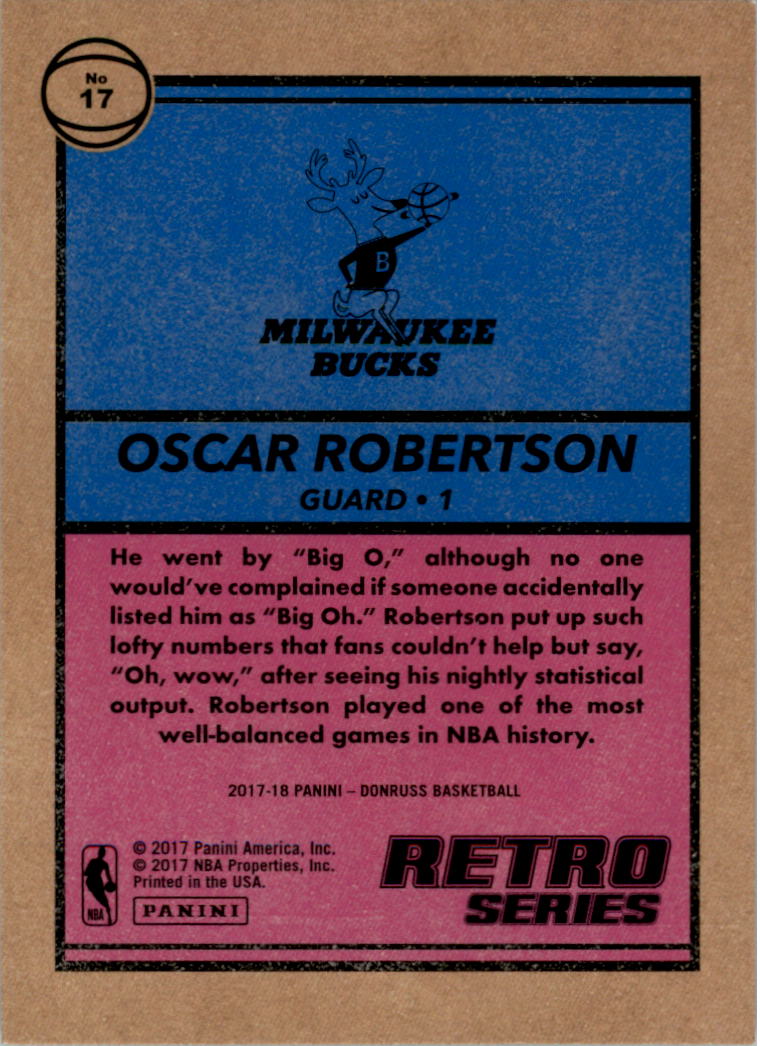 No
17
B
MILWAUKEE
BUCKS
OSCAR ROBERTSON
GUARD • 1
He went by “Big O,” although no one
would’ve complained if someone accidentally
listed him as “Big Oh.” Robertson put up such
lofty numbers that fans couldn’t help but say,
“Oh, wow,” after seeing his nightly statistical
output. Robertson played one of the most
well-balanced games in NBA history.
2017-18 PANINI – DONRUSS BASKETBALL
© 2017 Panini America, Inc.
© 2017 NBA Properties, Inc.
Printed in the USA.
NBA
PANINI
RETRO
SERIES